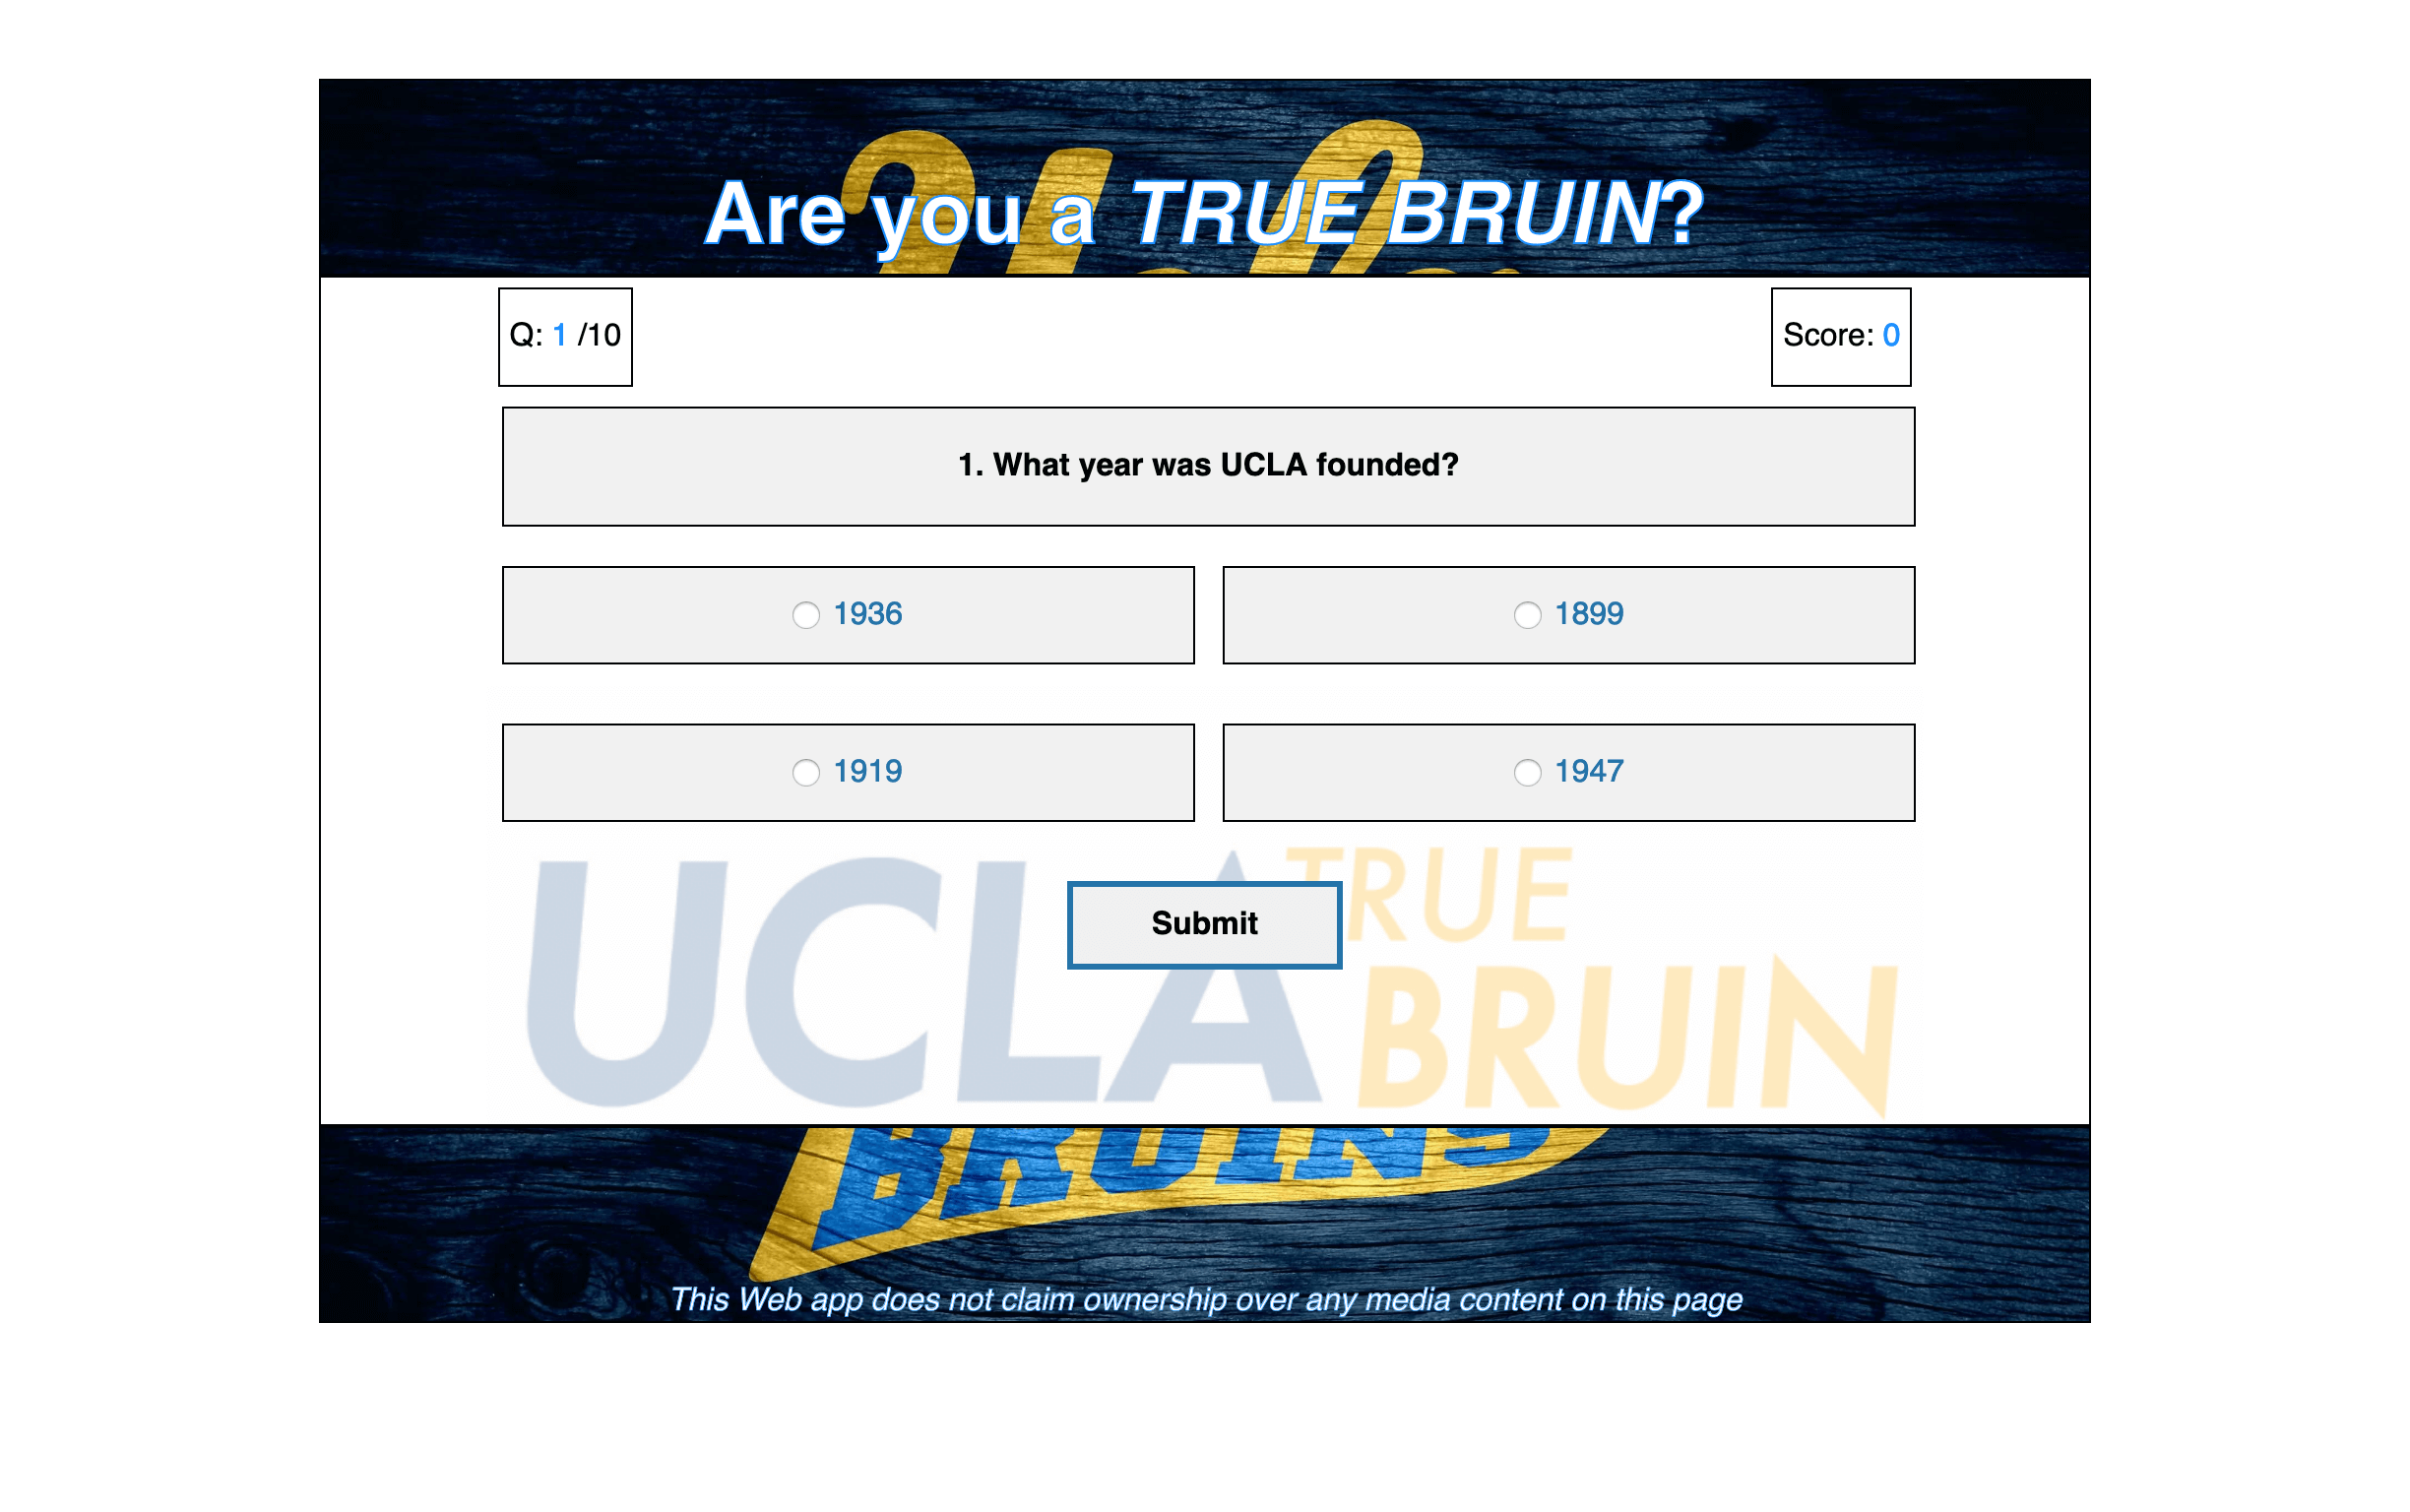 Are you a TRUE BRUIN?
Q: 1 /10
Score: 0
1. What year was UCLA founded?
1936
1899
1919
1947
Submit
UCLA TRUE BRUIN
BRUINS
This Web app does not claim ownership over any media content on this page